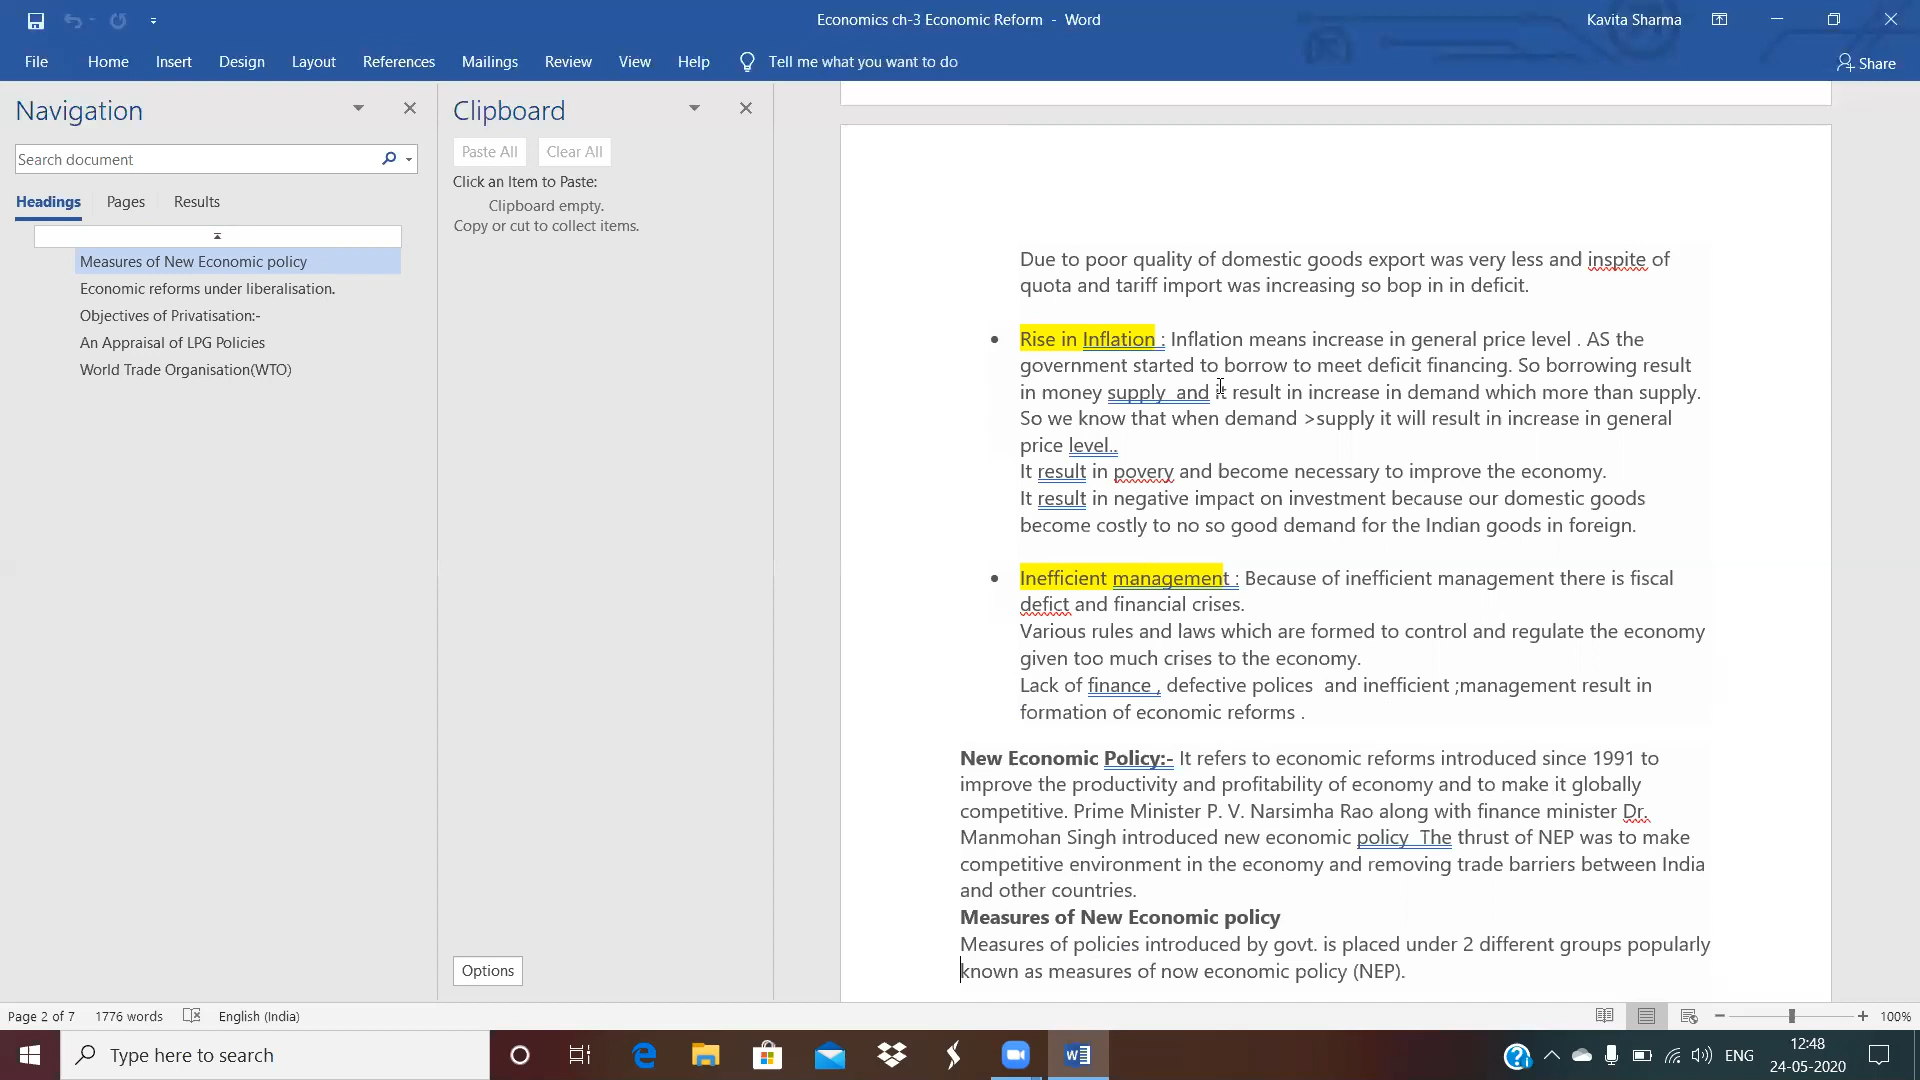 Economics ch-3 Economic Reform - Word
Kavita Sharma
File Home Insert Design Layout References Mailings Review View Help Tell me what you want to do Share
Navigation
Search document
Headings Pages Results
Measures of New Economic policy
Economic reforms under liberalisation.
Objectives of Privatisation:-
An Appraisal of LPG Policies
World Trade Organisation(WTO)
Clipboard
Paste All Clear All
Click an Item to Paste:
Clipboard empty.
Copy or cut to collect items.
Options
Due to poor quality of domestic goods export was very less and inspite of
quota and tariff import was increasing so bop in in deficit.
• Rise in Inflation : Inflation means increase in general price level . AS the
government started to borrow to meet deficit financing. So borrowing result
in money supply  and it result in increase in demand which more than supply.
So we know that when demand >supply it will result in increase in general
price level..
It result in povery and become necessary to improve the economy.
It result in negative impact on investment because our domestic goods
become costly to no so good demand for the Indian goods in foreign.
• Inefficient management : Because of inefficient management there is fiscal
defict and financial crises.
Various rules and laws which are formed to control and regulate the economy
given too much crises to the economy.
Lack of finance , defective polices  and inefficient ;management result in
formation of economic reforms .
New Economic Policy:- It refers to economic reforms introduced since 1991 to
improve the productivity and profitability of economy and to make it globally
competitive. Prime Minister P. V. Narsimha Rao along with finance minister Dr.
Manmohan Singh introduced new economic policy  The thrust of NEP was to make
competitive environment in the economy and removing trade barriers between India
and other countries.
Measures of New Economic policy
Measures of policies introduced by govt. is placed under 2 different groups popularly
known as measures of now economic policy (NEP).
Page 2 of 7 1776 words English (India) 100%
Type here to search
ENG
12:48
24-05-2020